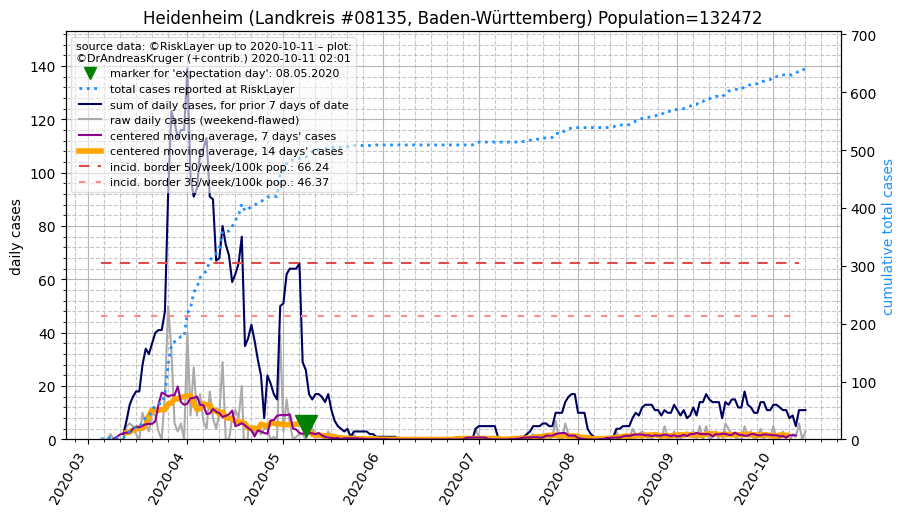 Heidenheim (Landkreis #08135, Baden-Württemberg) Population=132472
source data: ©RiskLayer up to 2020-10-11 – plot:
©DrAndreasKruger (+contrib.) 2020-10-11 02:01
marker for 'expectation day': 08.05.2020
total cases reported at RiskLayer
sum of daily cases, for prior 7 days of date
raw daily cases (weekend-flawed)
centered moving average, 7 days' cases
centered moving average, 14 days' cases
incid. border 50/week/100k pop.: 66.24
incid. border 35/week/100k pop.: 46.37
daily cases
140
120
100
80
60
40
20
0
cumulative total cases
700
600
500
400
300
200
100
0
2020-03
2020-04
2020-05
2020-06
2020-07
2020-08
2020-09
2020-10